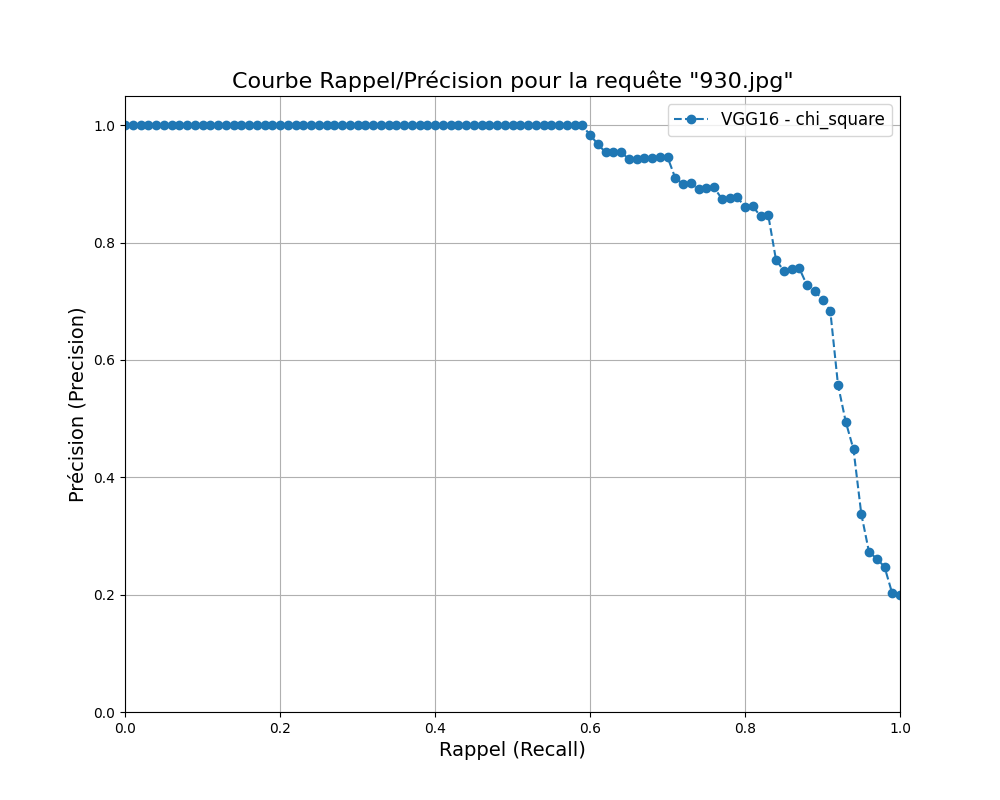 Courbe Rappel/Précision pour la requête "930.jpg"
VGG16 - chi_square
Précision (Precision)
1.0
0.8
0.6
0.4
0.2
0.0
0.0 0.2 0.4 0.6 0.8 1.0
Rappel (Recall)